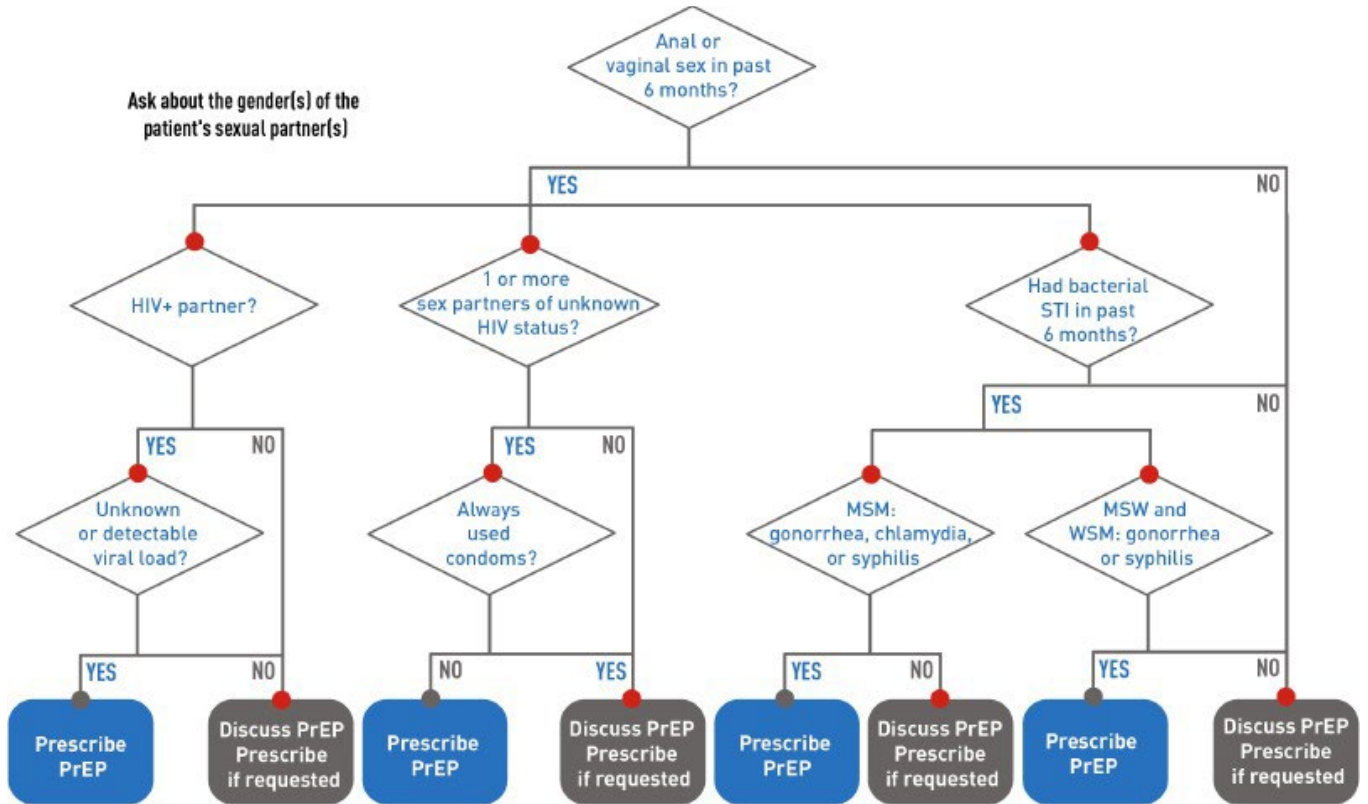 Anal or
vaginal sex in past
6 months?
Ask about the gender(s) of the
patient's sexual partner(s)
YES
NO
HIV+ partner?
1 or more
sex partners of unknown
HIV status?
Had bacterial
STI in past
6 months?
YES
NO
YES
NO
YES
NO
Unknown
or detectable
viral load?
Always
used
condoms?
MSM:
gonorrhea, chlamydia,
or syphilis
MSW and
WSM: gonorrhea
or syphilis
YES
NO
NO
YES
YES
NO
YES
NO
Prescribe
PrEP
Discuss PrEP
Prescribe
if requested
Prescribe
PrEP
Discuss PrEP
Prescribe
if requested
Prescribe
PrEP
Discuss PrEP
Prescribe
if requested
Prescribe
PrEP
Discuss PrEP
Prescribe
if requested